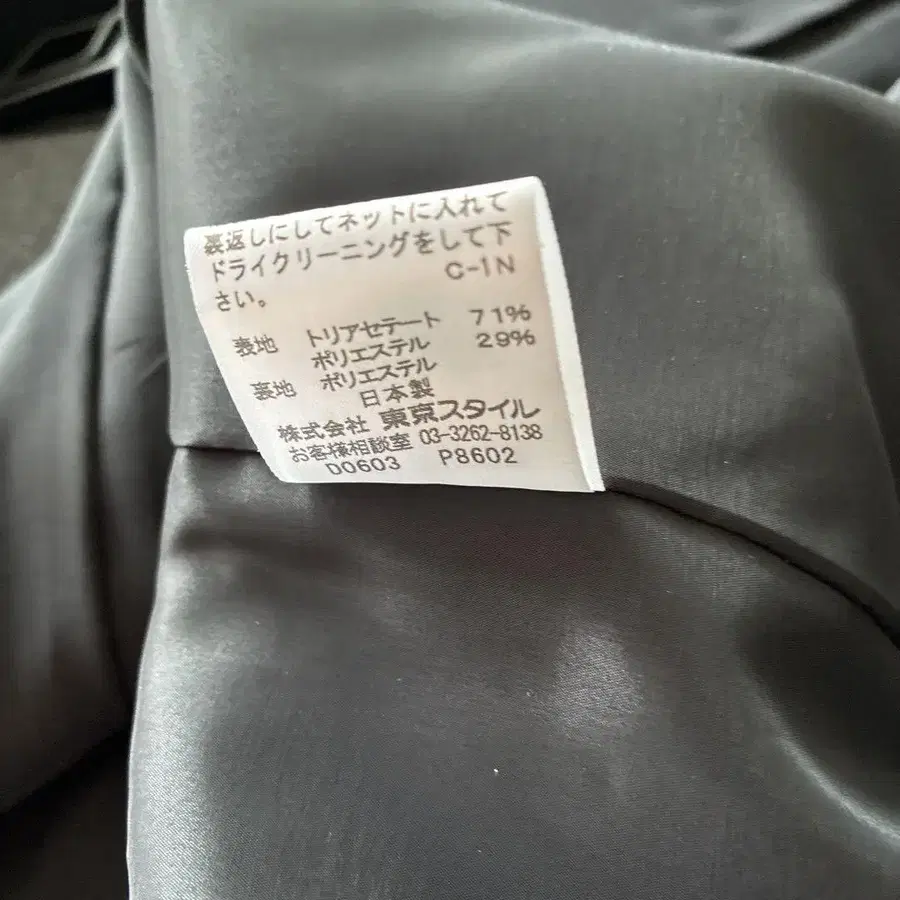 裏返しにしてネットに入れて
ドライクリーニングをして下
さい。 C-1N
表地 トリアセテート 71%
ポリエステル 29%
裏地 ポリエステル
日本製
株式会社 東京スタイル
お客様相談室 03-3262-8138
D0603 P8602